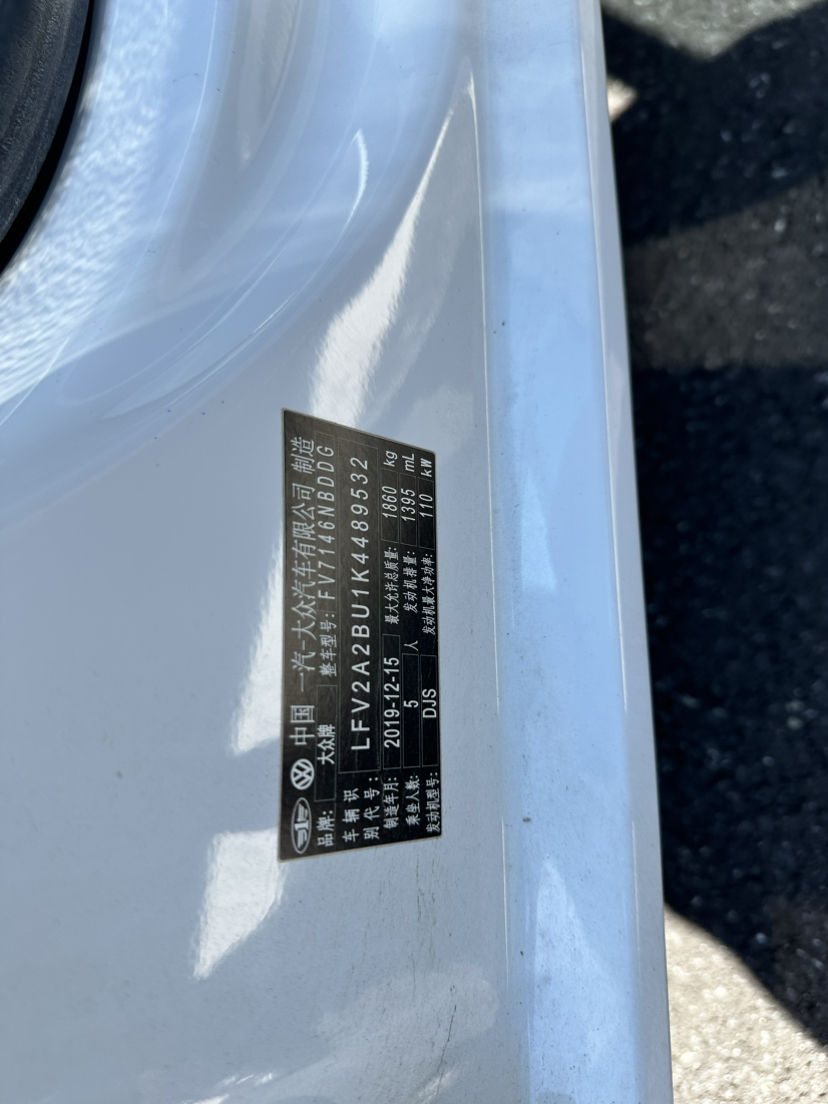 中国 一汽-大众汽车有限公司 制造
品牌: 大众牌 整车型号: FV7146NBDDG
车辆识别代号: LFV2A2BU1K4489532
制造年月: 2019-12-15 最大允许总质量: 1860 kg
乘坐人数: 5 人 发动机排量: 1395 mL
发动机型号: DJS 发动机最大净功率: 110 kW